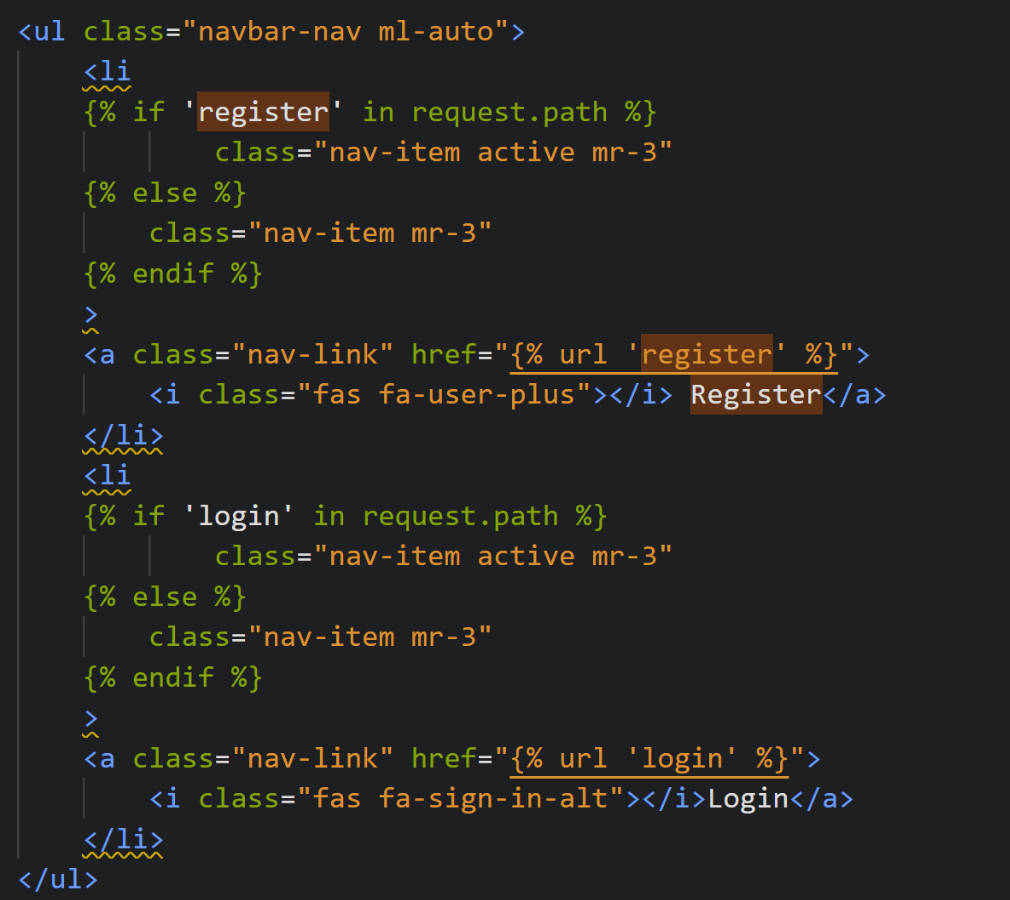 <ul class="navbar-nav ml-auto">
    <li
    {% if 'register' in request.path %}
            class="nav-item active mr-3"
    {% else %}
        class="nav-item mr-3"
    {% endif %}
    >
    <a class="nav-link" href="{% url 'register' %}">
        <i class="fas fa-user-plus"></i> Register</a>
    </li>
    <li
    {% if 'login' in request.path %}
            class="nav-item active mr-3"
    {% else %}
        class="nav-item mr-3"
    {% endif %}
    >
    <a class="nav-link" href="{% url 'login' %}">
        <i class="fas fa-sign-in-alt"></i>Login</a>
    </li>
</ul>